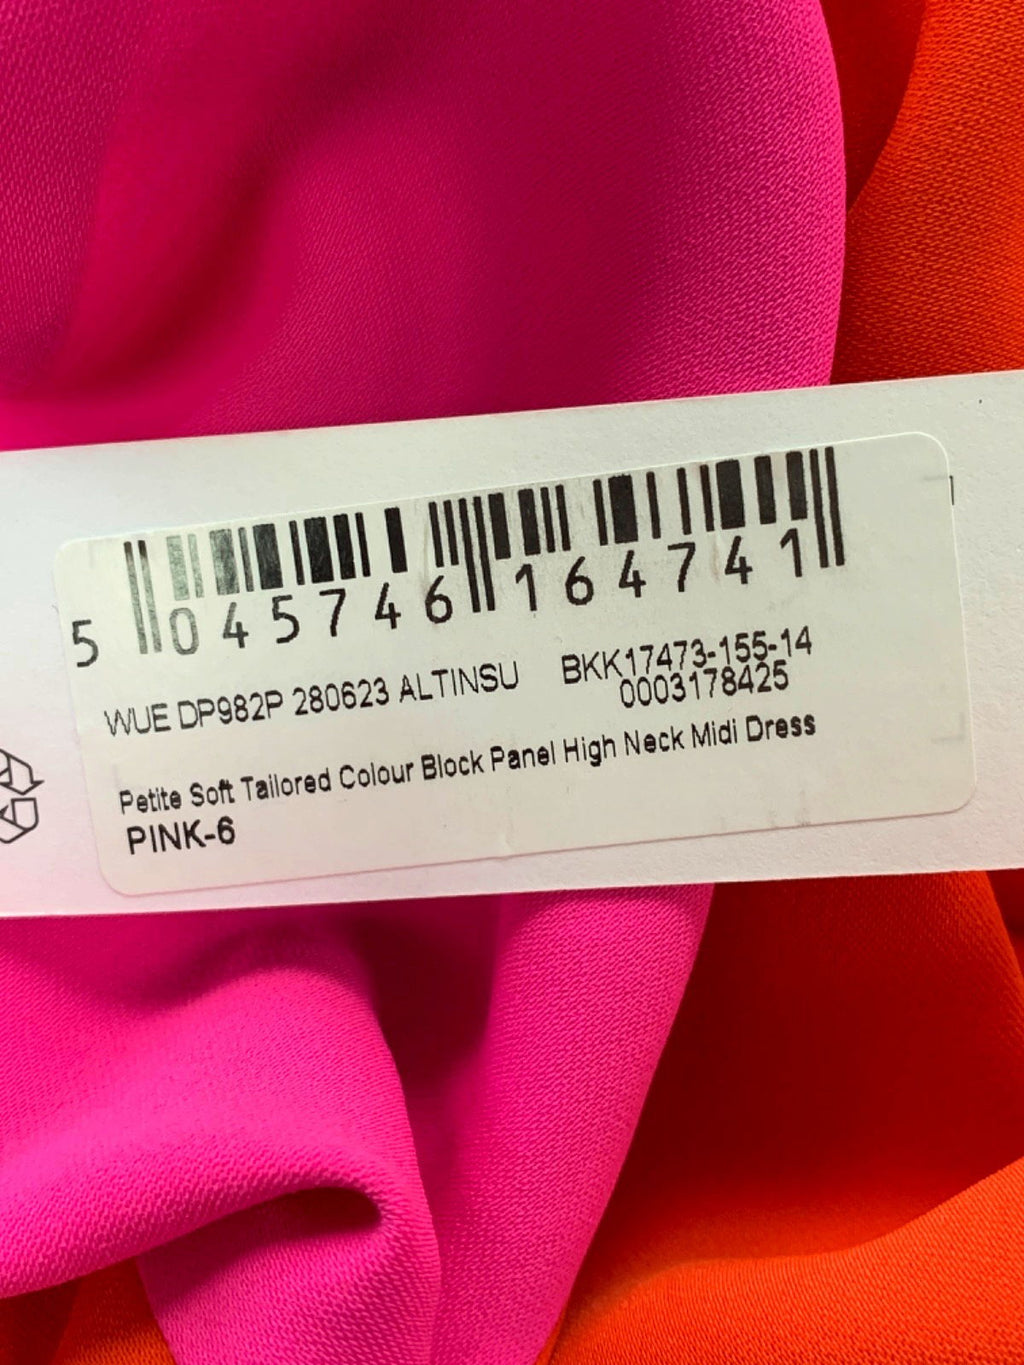 5 045746 164741
WUE DP982P 280623 ALTINSU BKK17473-155-14
0003178425
Petite Soft Tailored Colour Block Panel High Neck Midi Dress
PINK-6